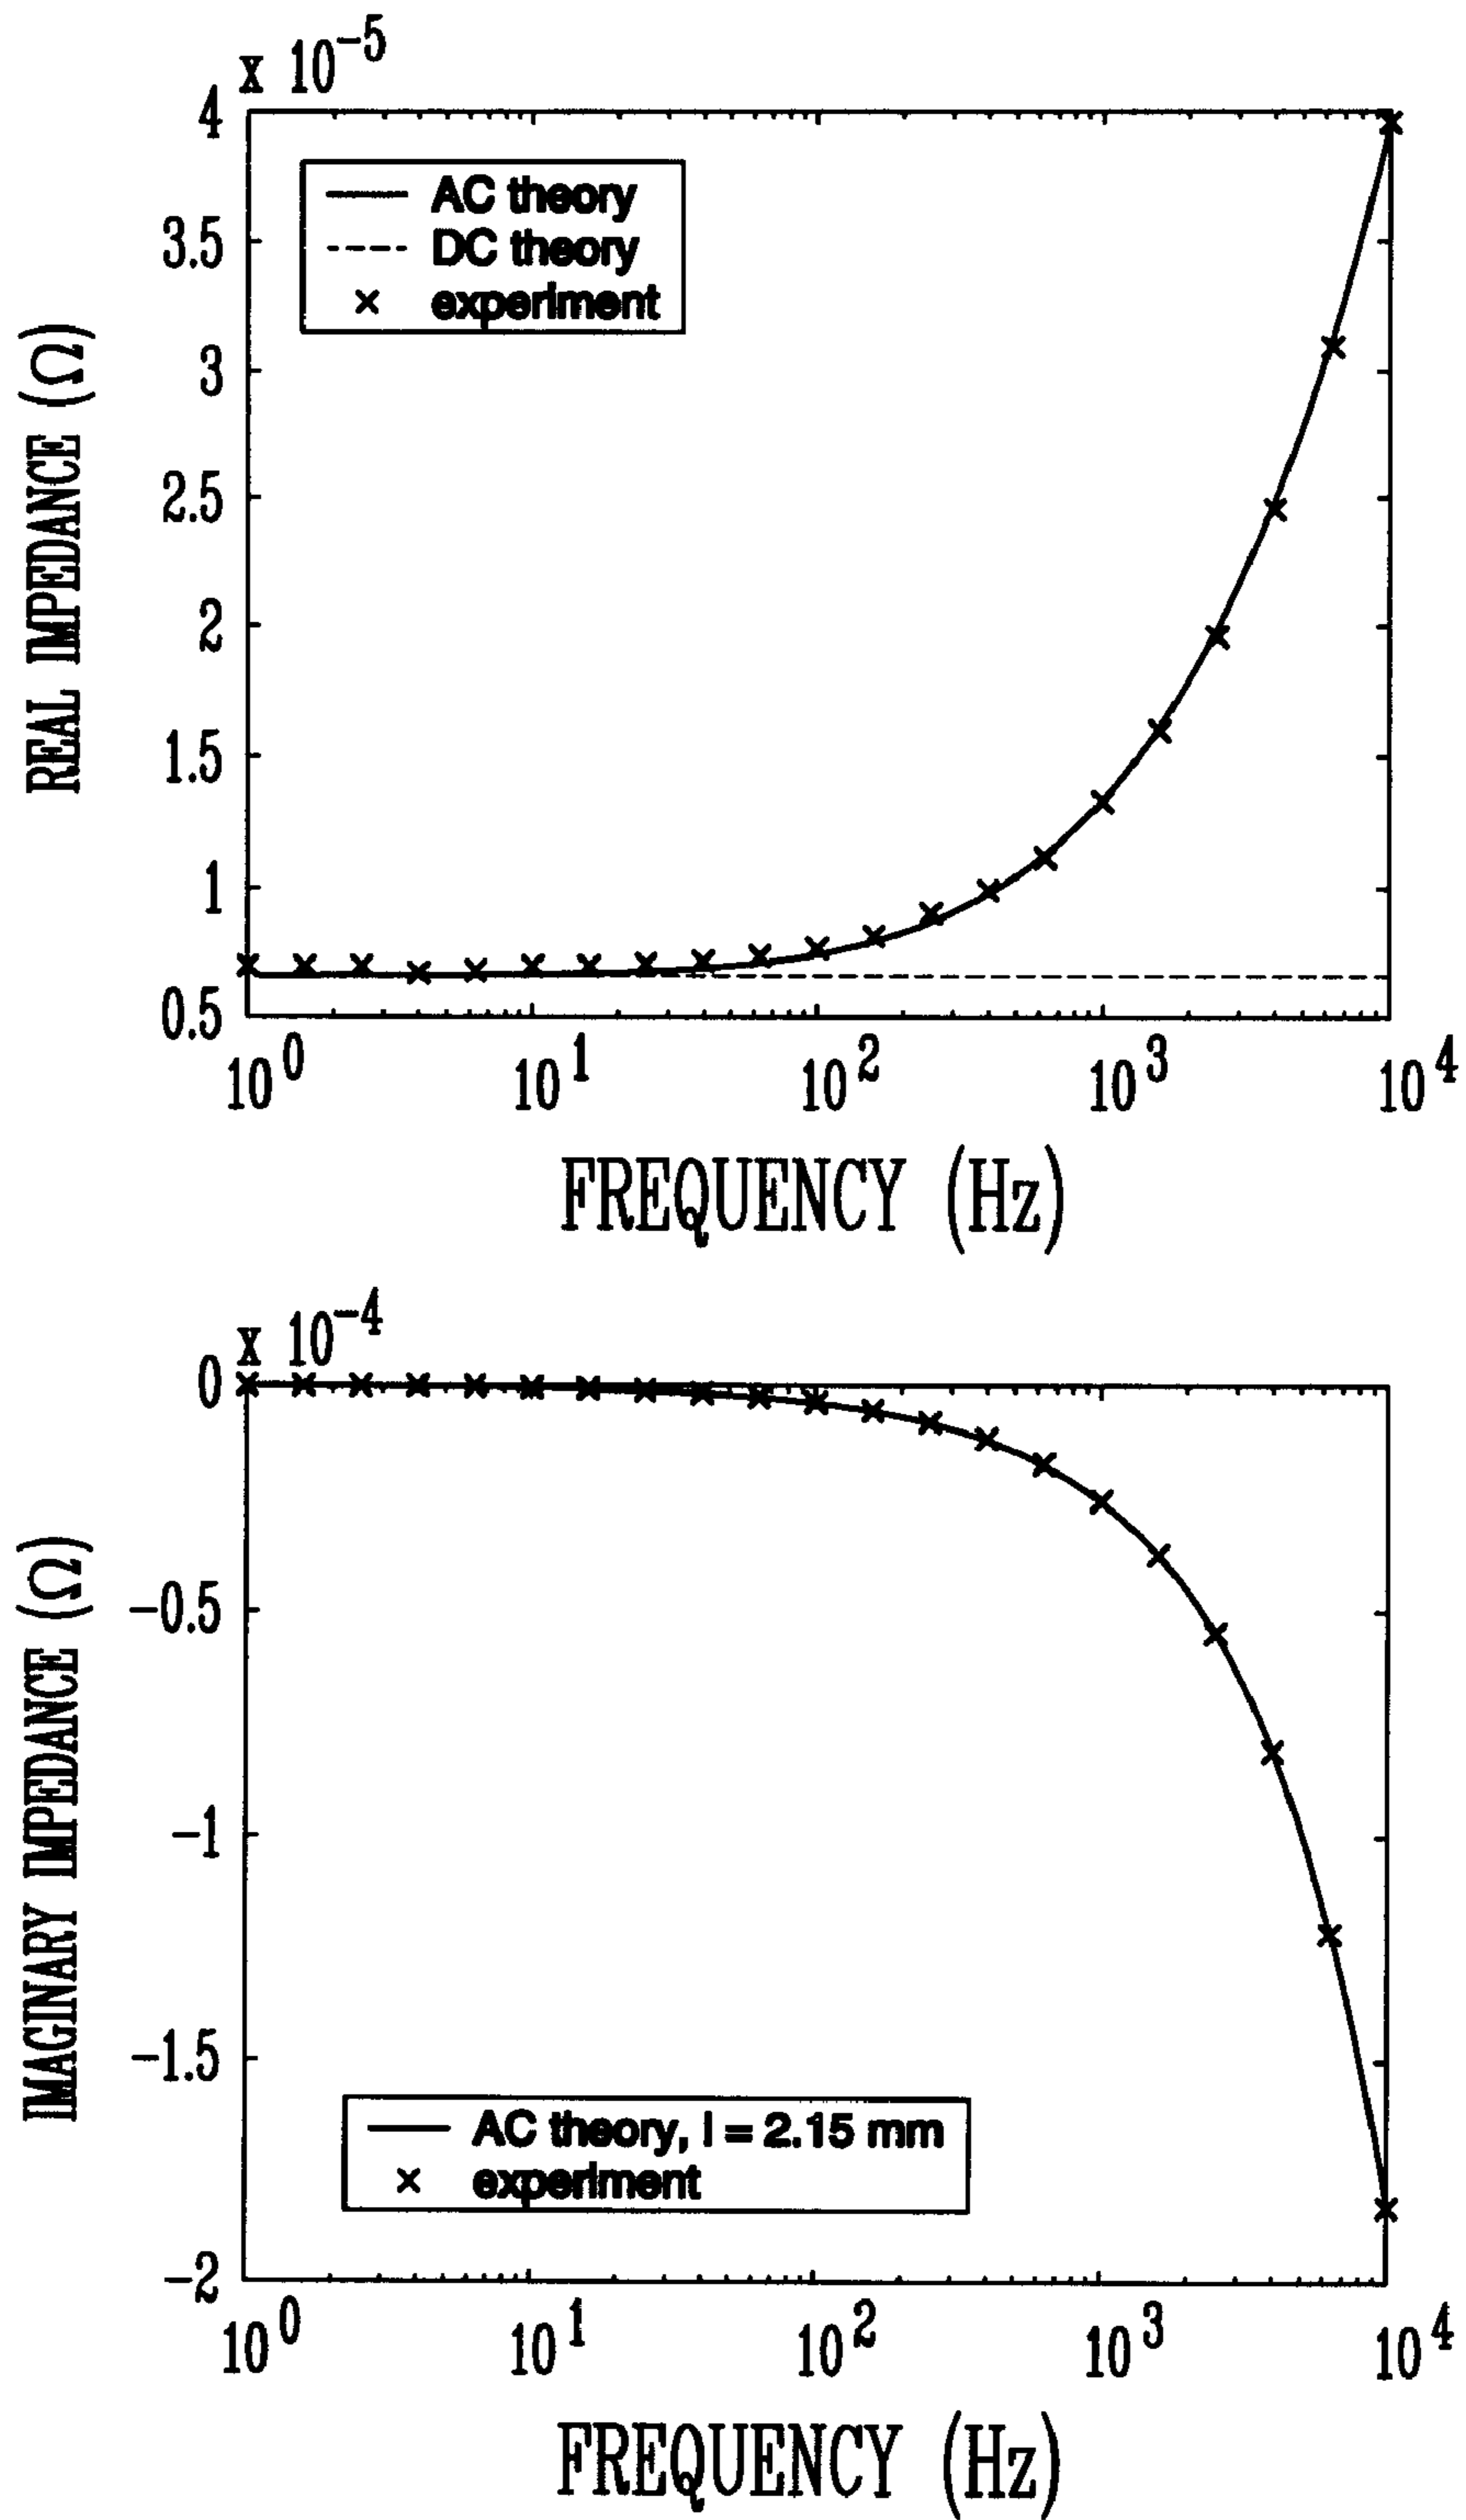 x 10^-5
4
3.5
3
2.5
2
1.5
1
0.5
REAL IMPEDANCE (Ω)
AC theory
DC theory
experiment
10^0 10^1 10^2 10^3 10^4
FREQUENCY (Hz)
x 10^-4
0
-0.5
-1
-1.5
-2
IMAGINARY IMPEDANCE (Ω)
AC theory, l = 2.15 mm
experiment
10^0 10^1 10^2 10^3 10^4
FREQUENCY (Hz)